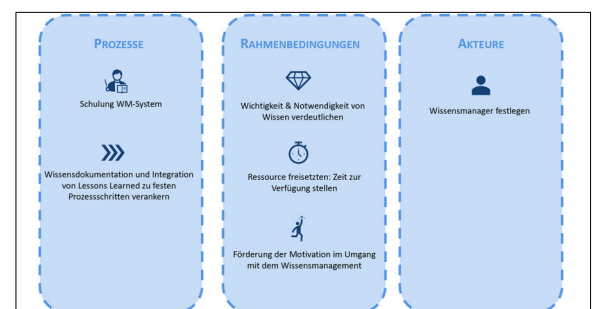 PROZESSE
Schulung WM-System
Wissensdokumentation und Integration
von Lessons Learned zu festen
Prozessschritten verankern
RAHMENBEDINGUNGEN
Wichtigkeit & Notwendigkeit von
Wissen verdeutlichen
Ressource freisetzten: Zeit zur
Verfügung stellen
Förderung der Motivation im Umgang
mit dem Wissensmanagement
AKTEURE
Wissensmanager festlegen